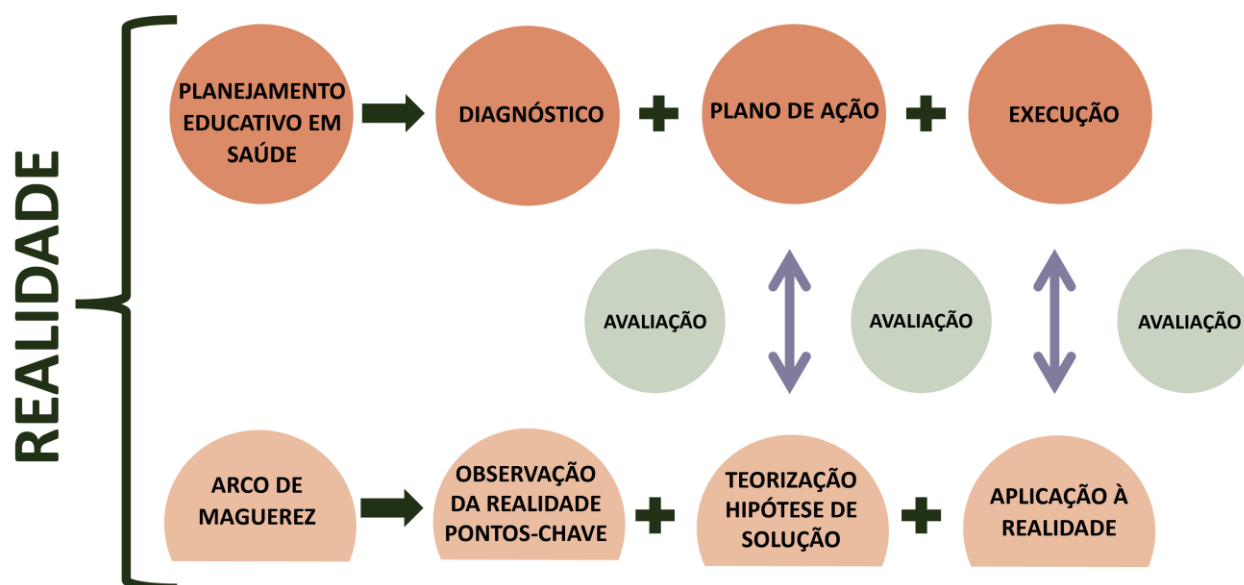 REALIDADE
PLANEJAMENTO
EDUCATIVO EM
SAÚDE
DIAGNÓSTICO
PLANO DE AÇÃO
EXECUÇÃO
AVALIAÇÃO
AVALIAÇÃO
AVALIAÇÃO
ARCO DE
MAGUEREZ
OBSERVAÇÃO
DA REALIDADE
PONTOS-CHAVE
TEORIZAÇÃO
HIPÓTESE DE
SOLUÇÃO
APLICAÇÃO À
REALIDADE